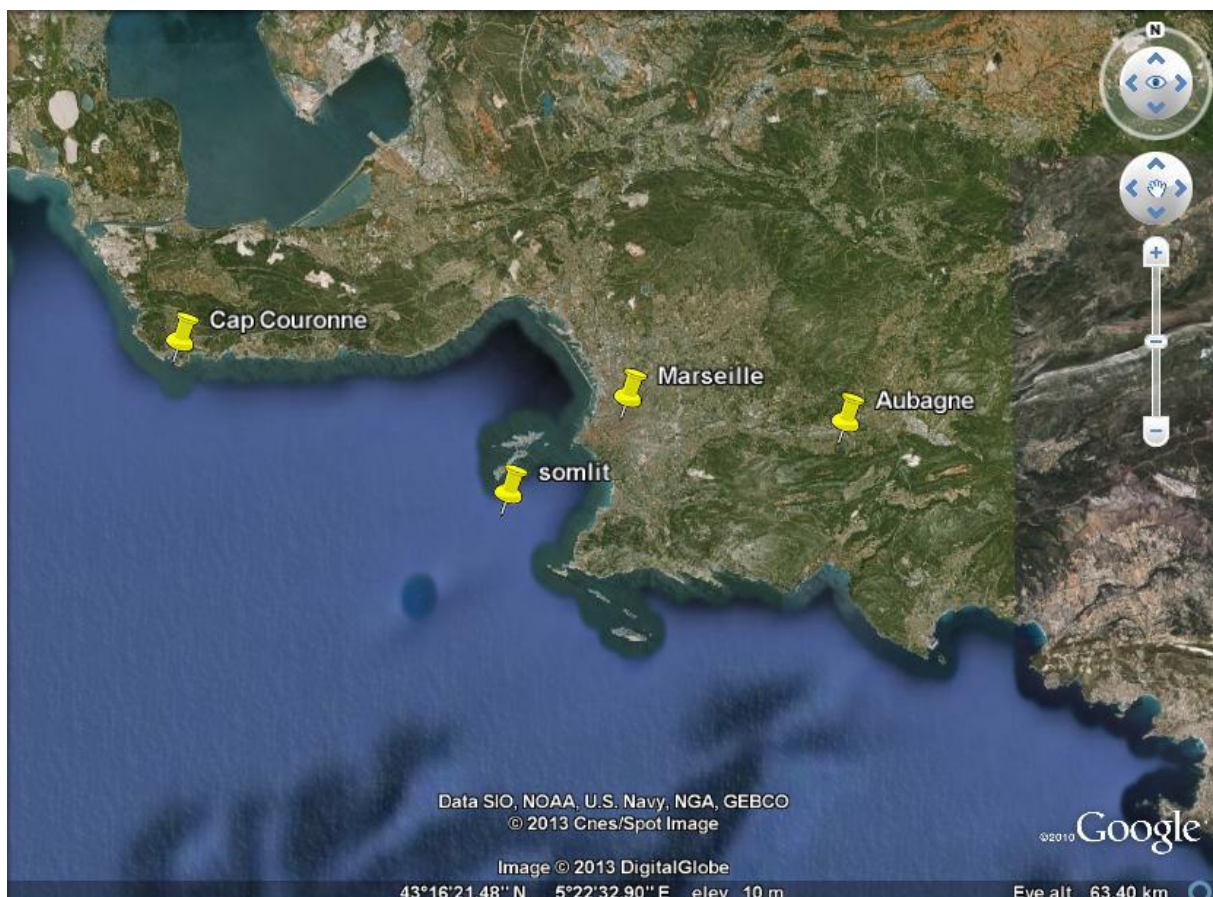 N
Cap Couronne
Marseille
Aubagne
somlit
Data SIO, NOAA, U.S. Navy, NGA, GEBCO
© 2013 Cnes/Spot Image
©2010 Google
Image © 2013 DigitalGlobe
43°16'21.48" N 5°22'32.90" E elev 10 m Eye alt 63.40 km